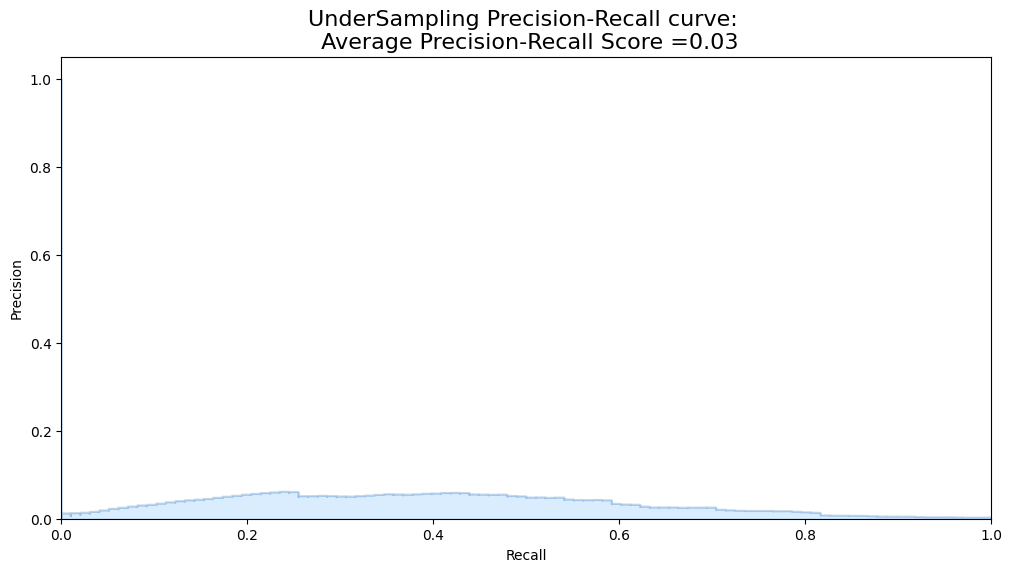 UnderSampling Precision-Recall curve:
Average Precision-Recall Score =0.03
1.0
0.8
0.6
0.4
0.2
0.0
Precision
0.0 0.2 0.4 0.6 0.8 1.0
Recall